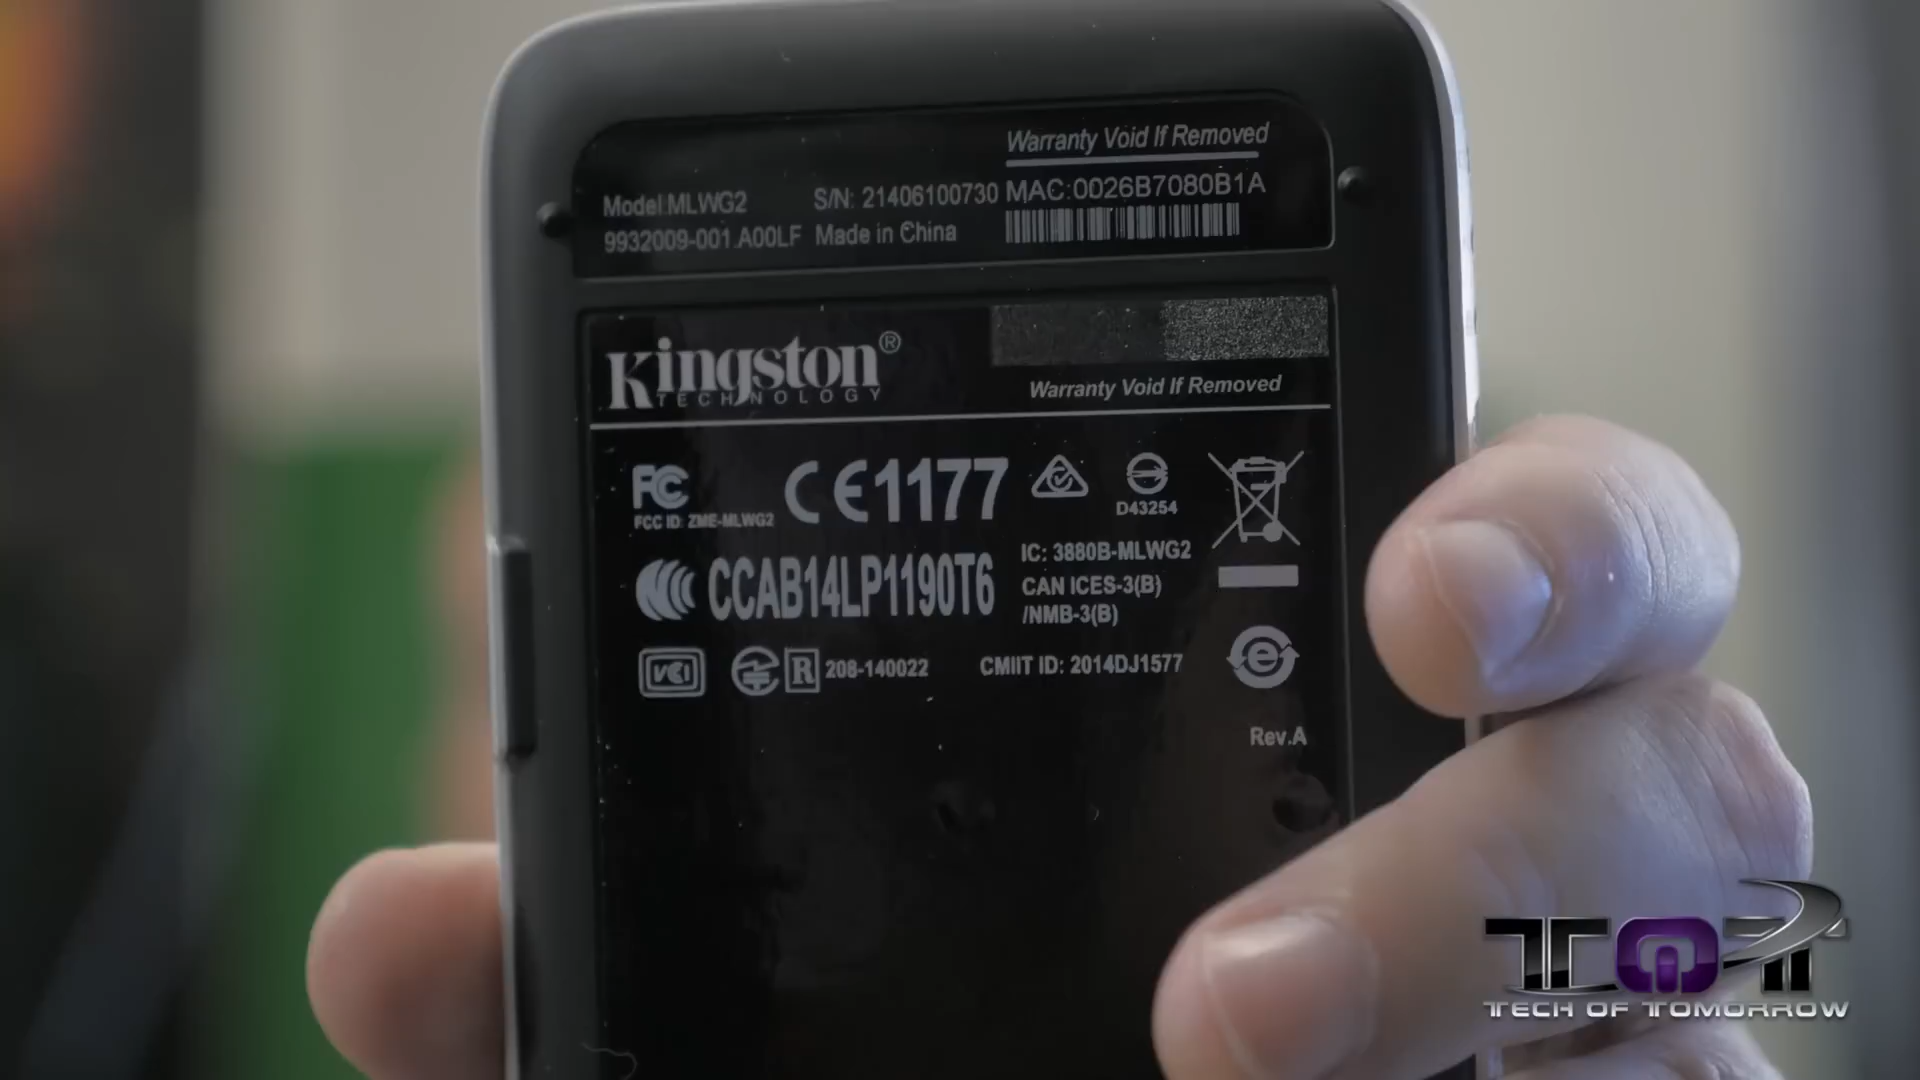 Warranty Void If Removed
Model:MLWG2 S/N: 21406100730 MAC:0026B7080B1A
9932009-001.A00LF Made in China
Kingston®
TECHNOLOGY
Warranty Void If Removed
FC CE1177
FCC ID: ZME-MLWG2
D43254
IC: 3880B-MLWG2
CCAB14LP1190T6
CAN ICES-3(B)
/NMB-3(B)
VCI R 208-140022 CMIIT ID: 2014DJ1577
e
Rev.A
TOT
TECH OF TOMORROW